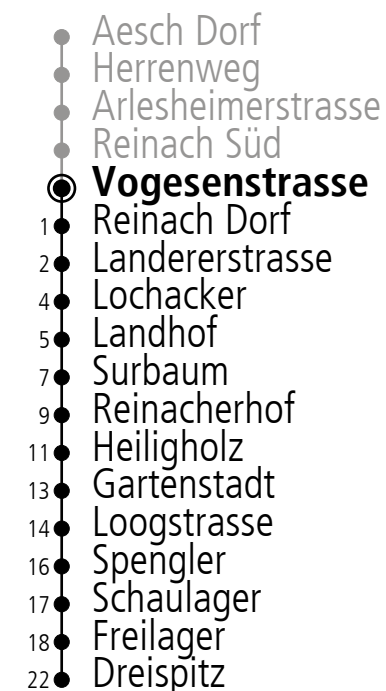 Aesch Dorf
Herrenweg
Arlesheimerstrasse
Reinach Süd
Vogesenstrasse
1 Reinach Dorf
2 Landererstrasse
4 Lochacker
5 Landhof
7 Surbaum
9 Reinacherhof
11 Heiligholz
13 Gartenstadt
14 Loogstrasse
16 Spengler
17 Schaulager
18 Freilager
22 Dreispitz